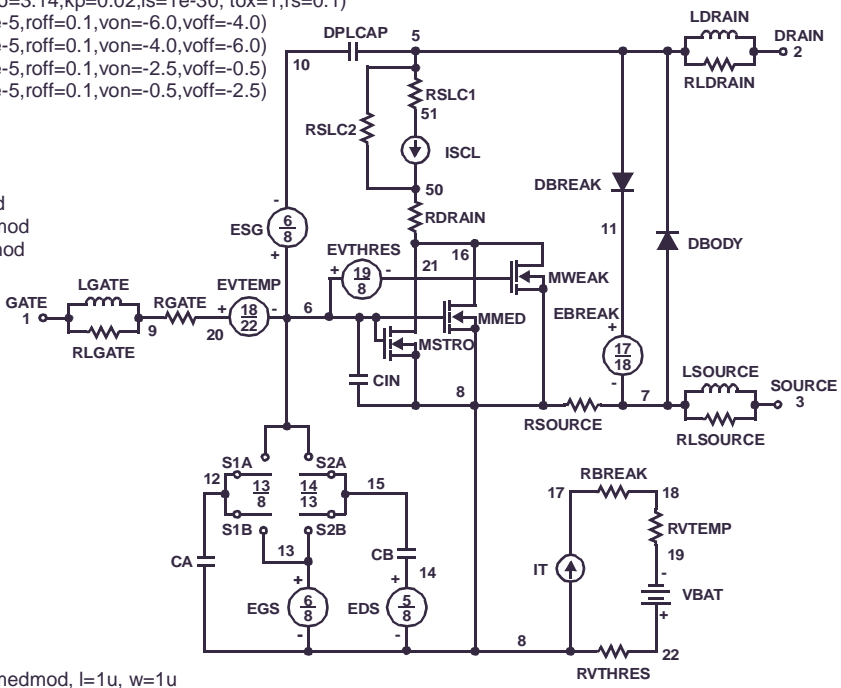 o=3.14,kp=0.02,is=1e-30, tox=1,rs=0.1)
e-5,roff=0.1,von=-6.0,voff=-4.0)
e-5,roff=0.1,von=-4.0,voff=-6.0)
e-5,roff=0.1,von=-2.5,voff=-0.5)
e-5,roff=0.1,von=-0.5,voff=-2.5)
d
mod
mod
LDRAIN
DPLCAP 5 DRAIN
2
10
RLDRAIN
RSLC1
51
RSLC2
ISCL
50
DBREAK
RDRAIN
11
DBODY
-
ESG 6
8
+
EVTHRES
+ 19 - 21
8
16
MWEAK
LGATE
GATE
1
EVTEMP
RGATE + 18 - 6
22
9 20
RLGATE
MMED
MSTRO
EBREAK
+
17
18
-
CIN
8
LSOURCE
7 SOURCE
3
RSOURCE
RLSOURCE
S1A S2A
12 13
8
14
13
15
S1B S2B
13
CA
CB
14
+ +
EGS 6
8
EDS 5
8
- -
RBREAK
17 18
RVTEMP
19
IT
-
VBAT
+
8
22
RVTHRES
medmod, l=1u, w=1u